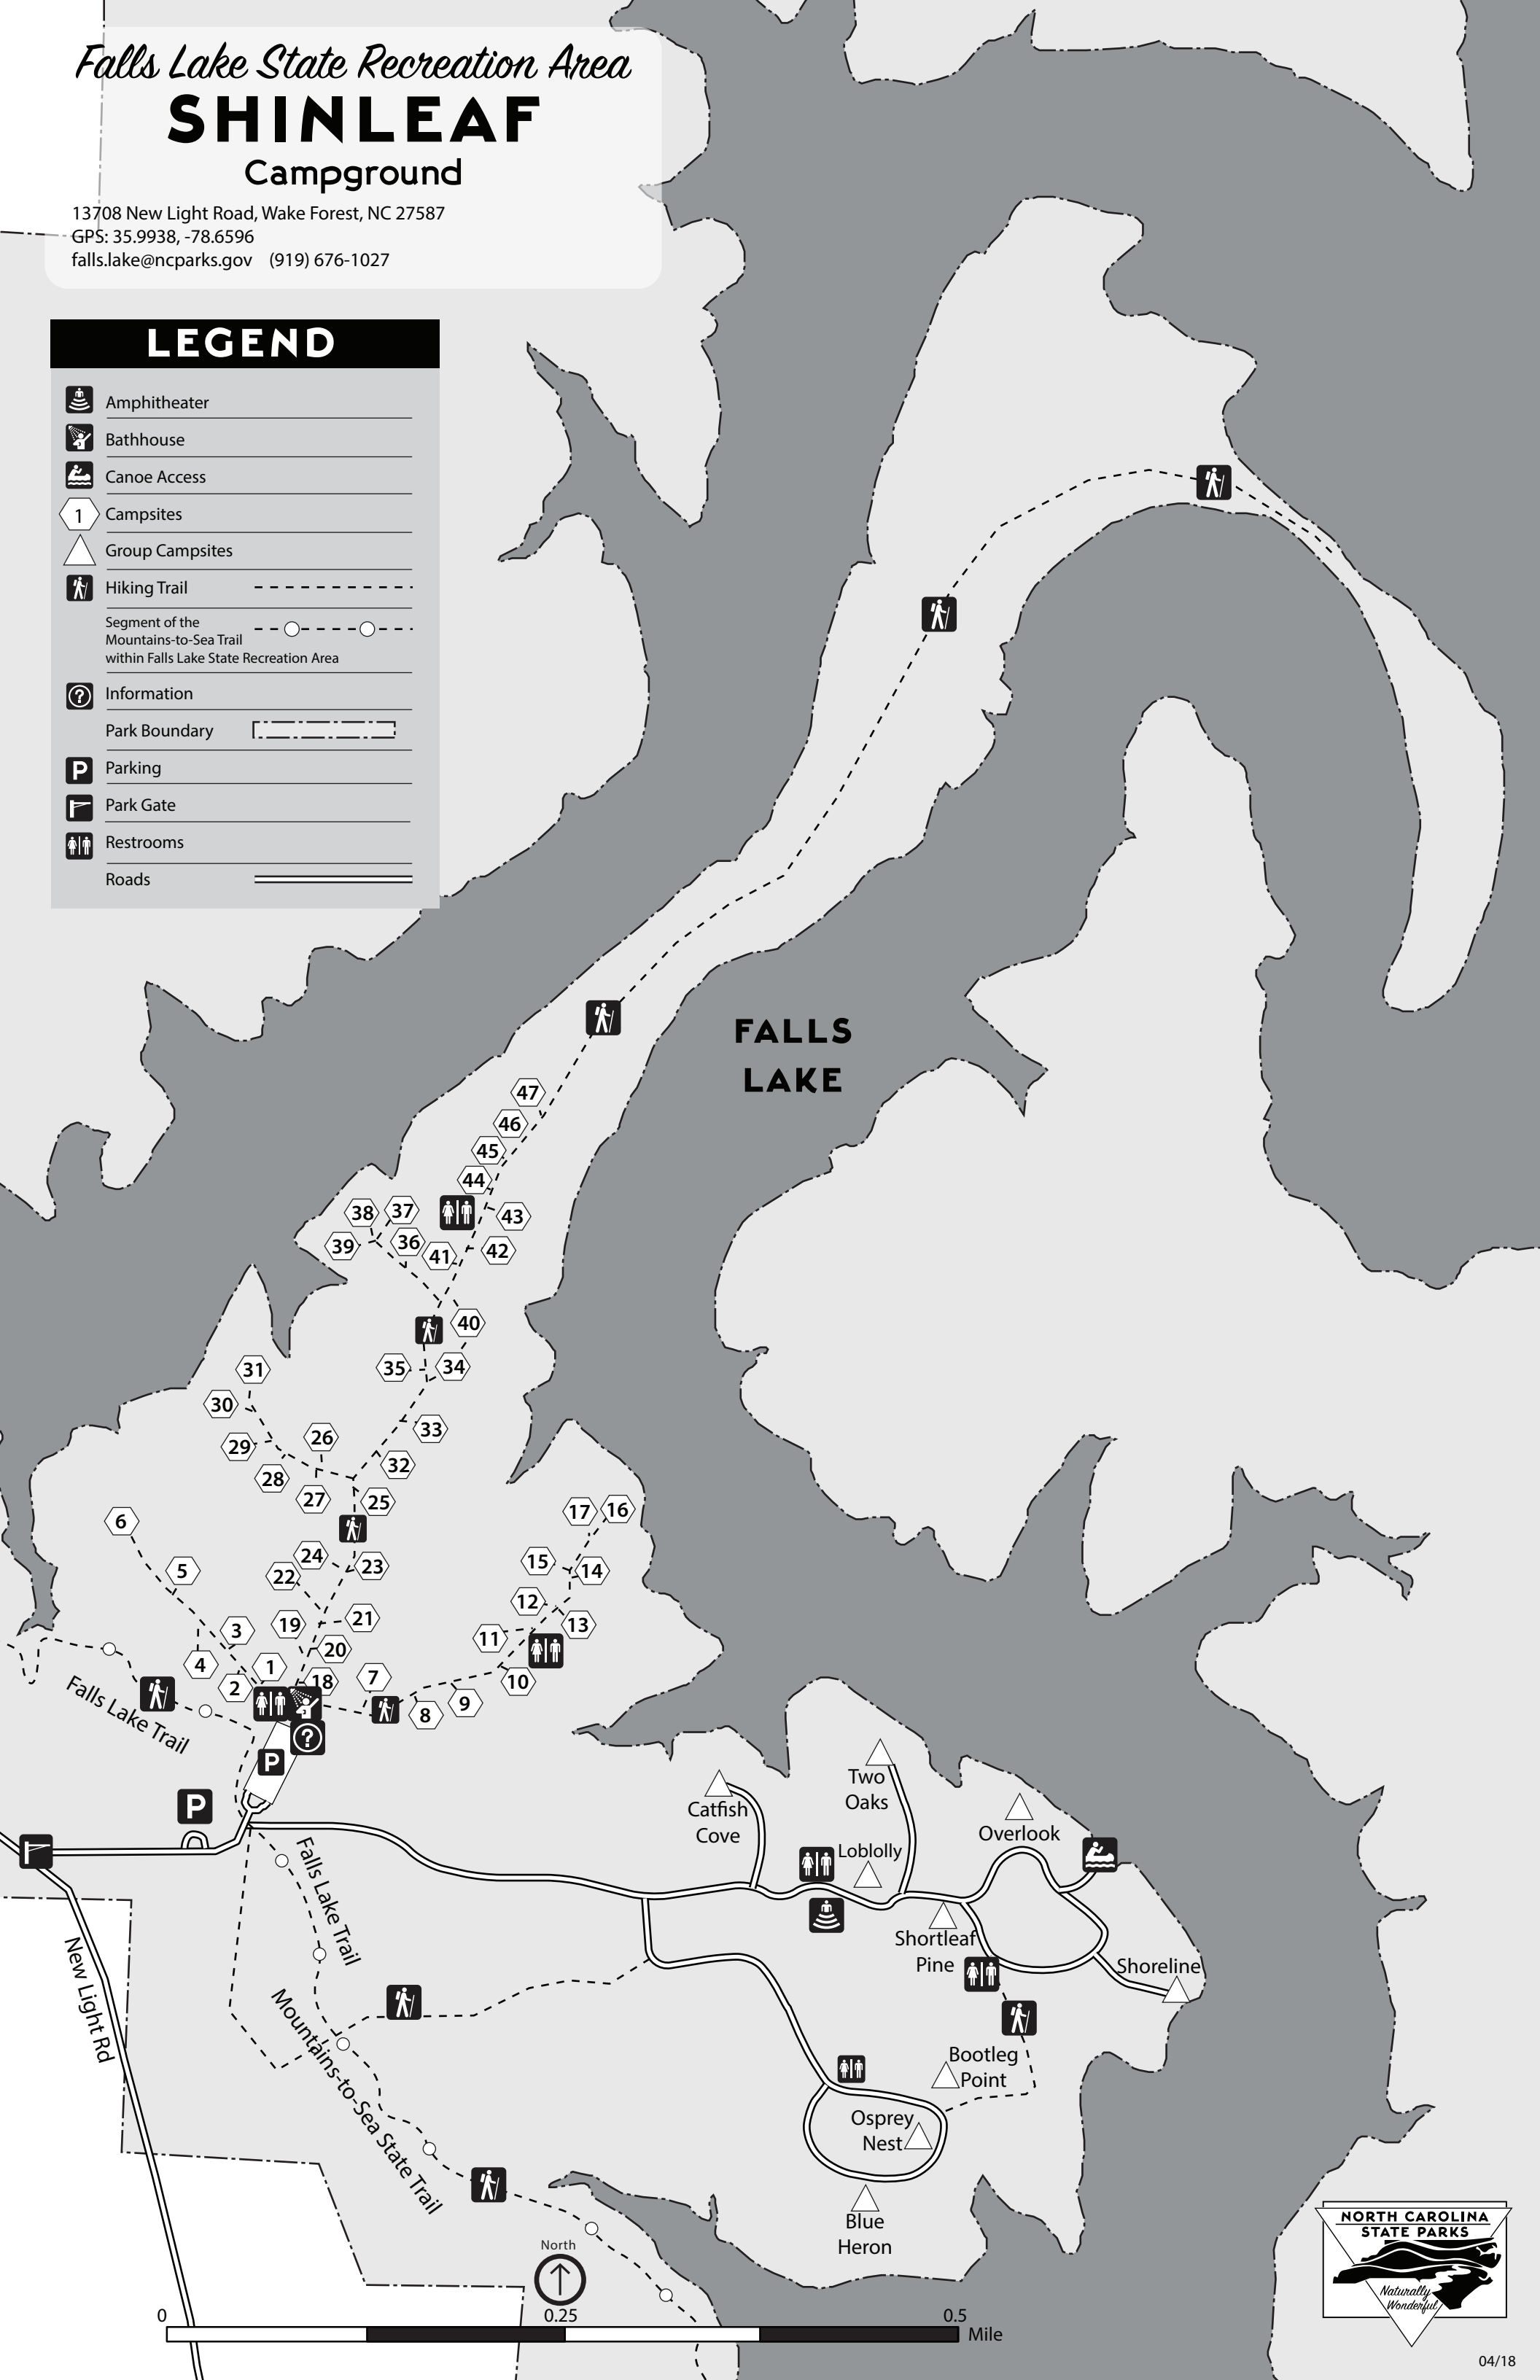 Falls Lake State Recreation Area
SHINLEAF
Campground
13708 New Light Road, Wake Forest, NC 27587
GPS: 35.9938, -78.6596
falls.lake@ncparks.gov (919) 676-1027
LEGEND
Amphitheater
Bathhouse
Canoe Access
1
Campsites
Group Campsites
Hiking Trail
Segment of the
Mountains-to-Sea Trail
within Falls Lake State Recreation Area
?
Information
Park Boundary
P
Parking
Park Gate
Restrooms
Roads
FALLS
LAKE
47
46
45
44
43
38
37
39
36
41
42
40
35
34
31
30
33
29
26
28
32
27
25
17
16
6
24
23
15
14
5
22
12
19
21
13
3
11
20
4
1
7
10
2
18
8
9
Falls Lake Trail
?
P
P
Catfish
Cove
Two
Oaks
Overlook
Loblolly
Shortleaf
Pine
Shoreline
Falls Lake Trail
New Light Rd
Mountains-to-Sea State Trail
Bootleg
Point
Osprey
Nest
Blue
Heron
North
0
0.25
0.5
Mile
NORTH CAROLINA
STATE PARKS
Naturally
Wonderful
04/18